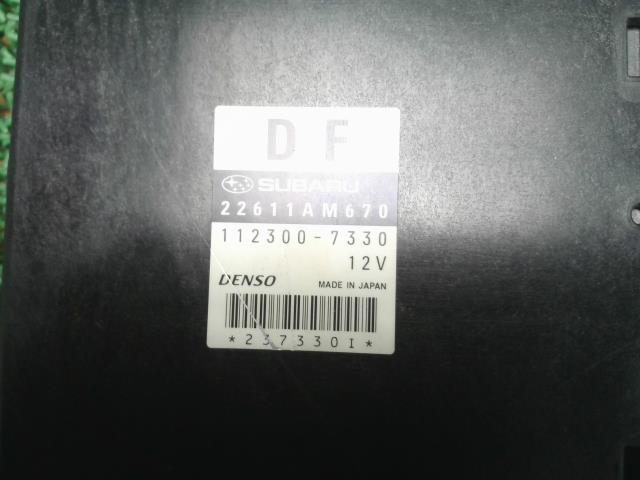 D F
SUBARU
22611AM670
112300-7330
12V
DENSO MADE IN JAPAN
*237330I*